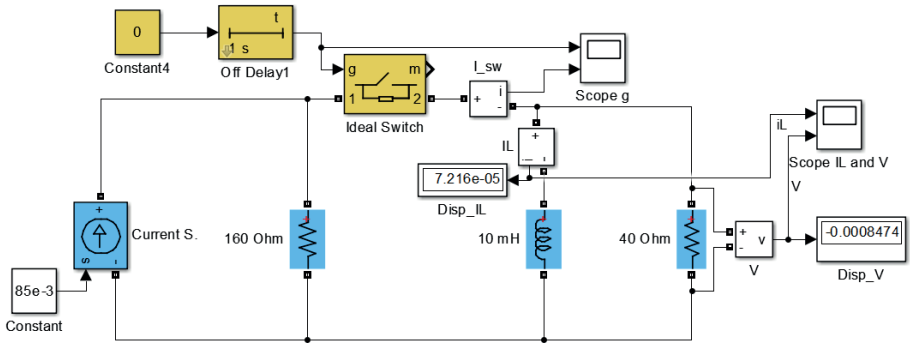 0
Constant4
t
1 s
Off Delay1
g
m
1
2
Ideal Switch
I_sw
+
i
-
Scope g
IL
+
i
-
7.216e-05
Disp_IL
iL
Scope IL and V
V
+
s
-
Current S.
160 Ohm
10 mH
40 Ohm
+
-
v
V
-0.0008474
Disp_V
85e-3
Constant